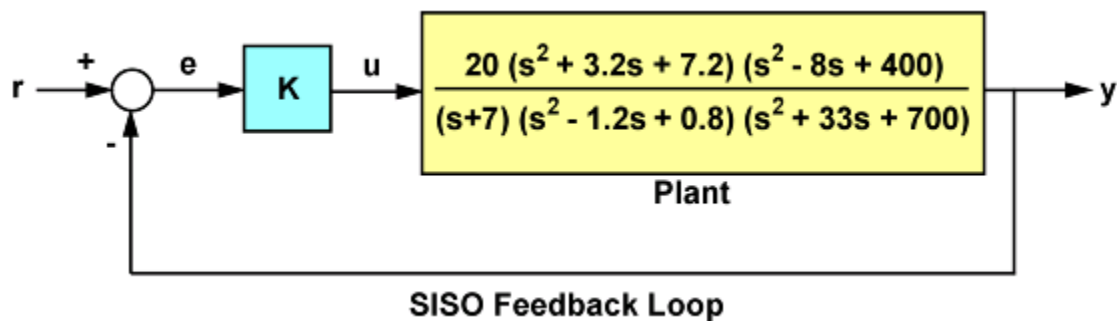 r
+
-
e
K
u
20 (s² + 3.2s + 7.2) (s² - 8s + 400)
(s+7) (s² - 1.2s + 0.8) (s² + 33s + 700)
y
Plant
SISO Feedback Loop